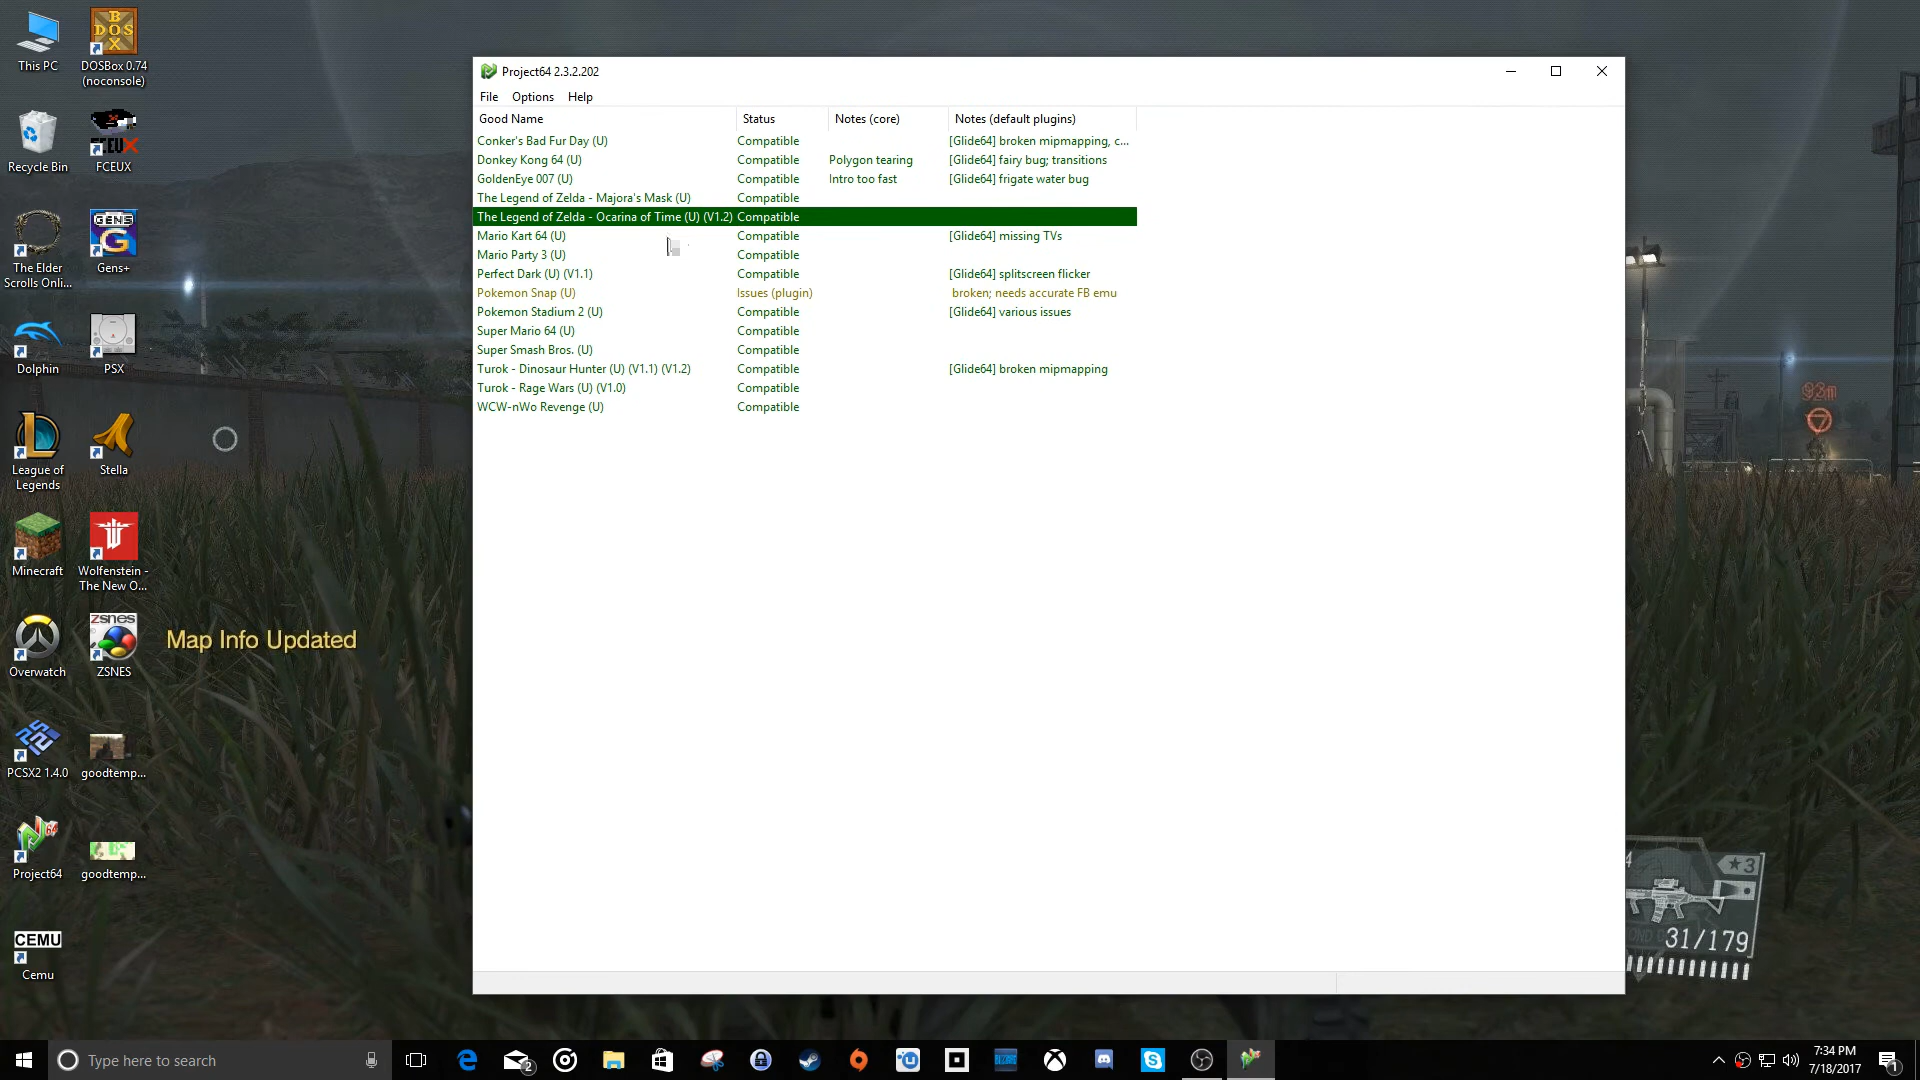 This PC
DOSBox 0.74
(noconsole)
Recycle Bin
FCEUX
The Elder
Scrolls Onli...
Gens+
Dolphin
PSX
League of
Legends
Stella
Minecraft
Wolfenstein -
The New O...
Overwatch
ZSNES
Map Info Updated
PCSX2 1.4.0
goodtemp...
Project64
goodtemp...
CEMU
Cemu
Project64 2.3.2.202
File Options Help
Good Name Status Notes (core) Notes (default plugins)
Conker's Bad Fur Day (U) Compatible [Glide64] broken mipmapping, c...
Donkey Kong 64 (U) Compatible Polygon tearing [Glide64] fairy bug; transitions
GoldenEye 007 (U) Compatible Intro too fast [Glide64] frigate water bug
The Legend of Zelda - Majora's Mask (U) Compatible
The Legend of Zelda - Ocarina of Time (U) (V1.2) Compatible
Mario Kart 64 (U) Compatible [Glide64] missing TVs
Mario Party 3 (U) Compatible
Perfect Dark (U) (V1.1) Compatible [Glide64] splitscreen flicker
Pokemon Snap (U) Issues (plugin) broken; needs accurate FB emu
Pokemon Stadium 2 (U) Compatible [Glide64] various issues
Super Mario 64 (U) Compatible
Super Smash Bros. (U) Compatible
Turok - Dinosaur Hunter (U) (V1.1) (V1.2) Compatible [Glide64] broken mipmapping
Turok - Rage Wars (U) (V1.0) Compatible
WCW-nWo Revenge (U) Compatible
92m
★3
31/179
Type here to search
2
7:34 PM
7/18/2017
1